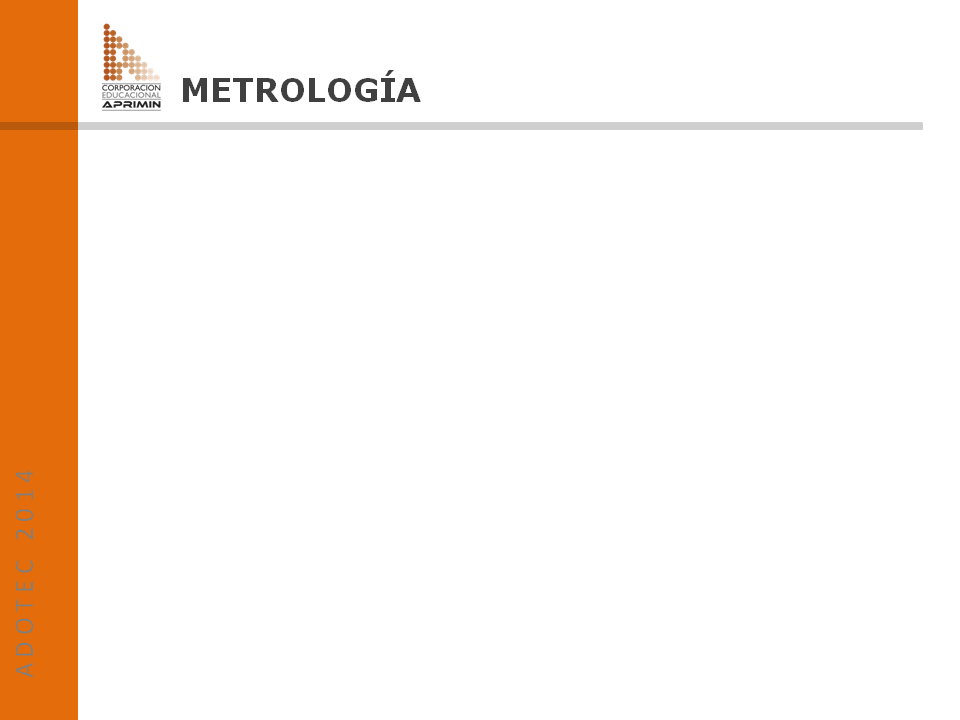 CORPORACION
EDUCACIONAL
APRIMIN
METROLOGÍA
ADOTEC 2014